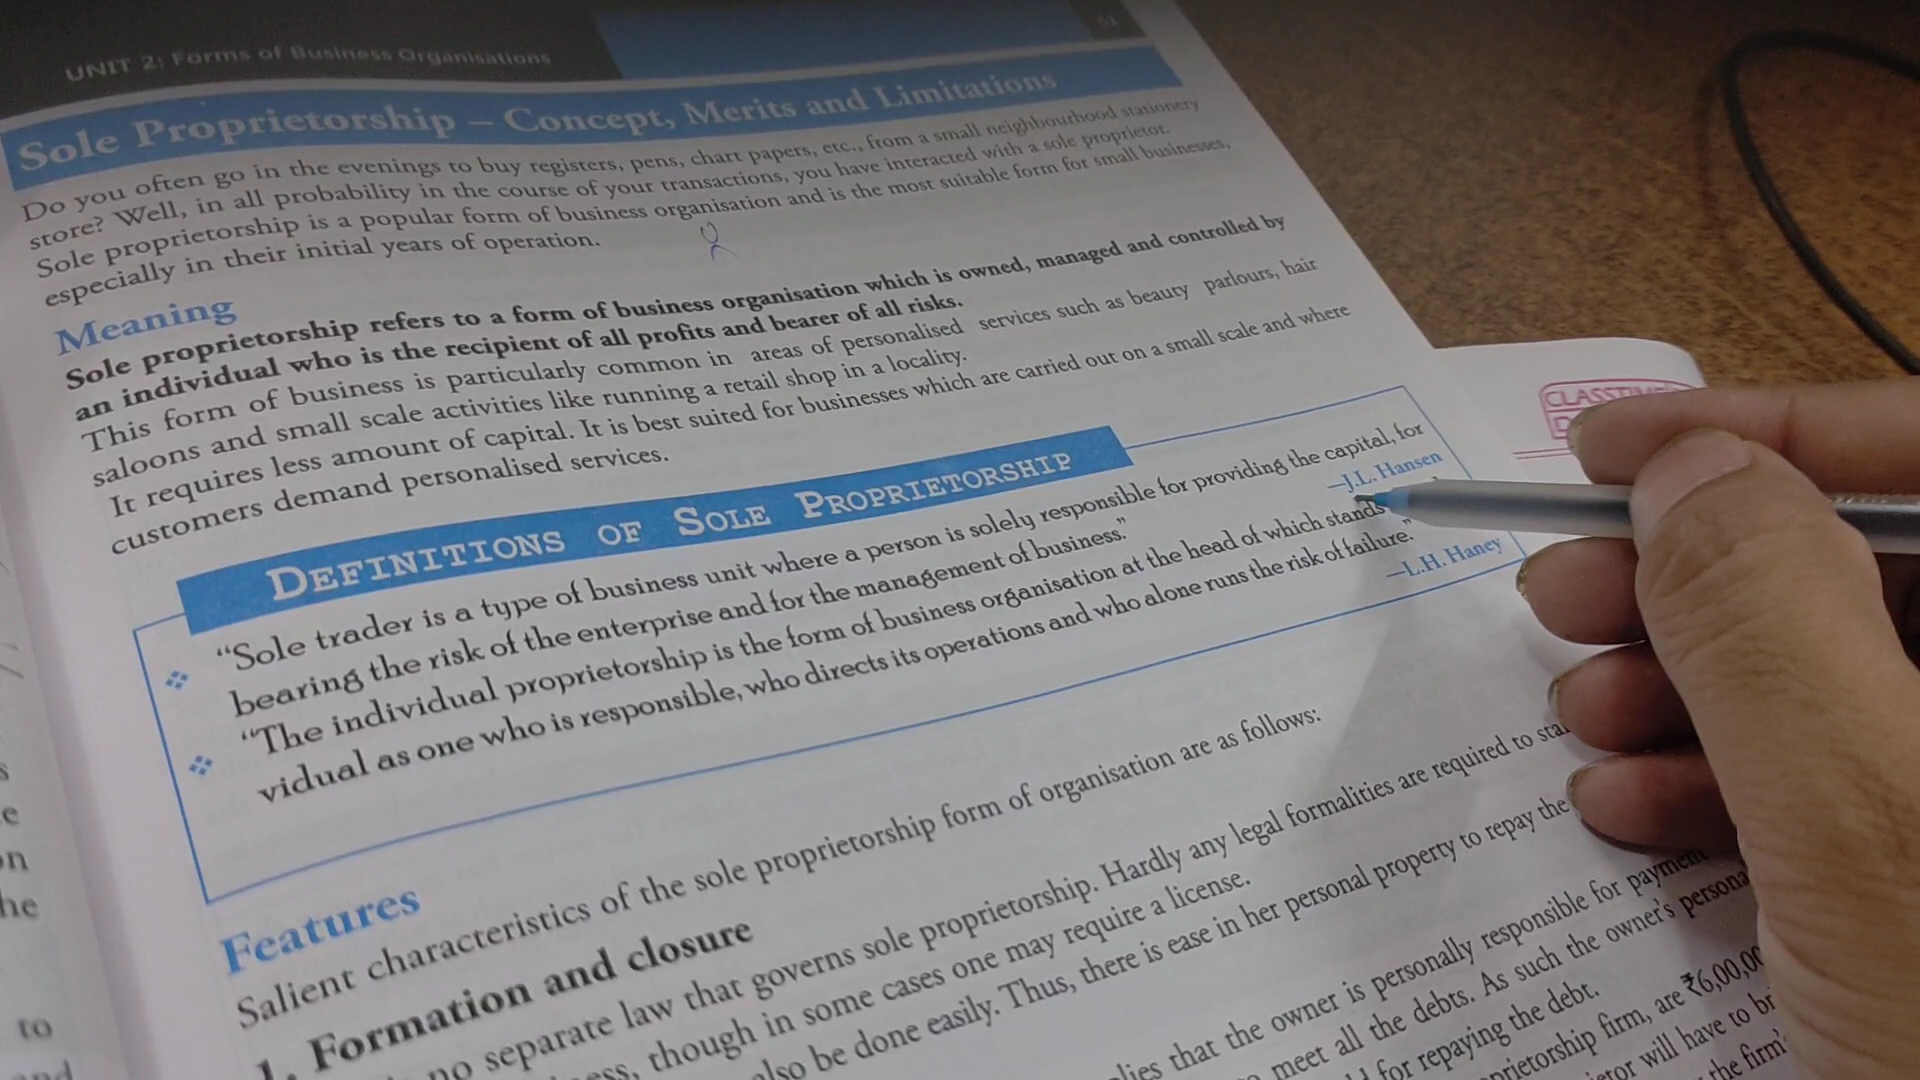 UNIT 2: Forms of Business Organisations
Sole Proprietorship – Concept, Merits and Limitations
Do you often go in the evenings to buy registers, pens, chart papers, etc., from a small neighbourhood stationery
store? Well, in all probability in the course of your transactions, you have interacted with a sole proprietor.
Sole proprietorship is a popular form of business organisation and is the most suitable form for small businesses,
especially in their initial years of operation.
Meaning
Sole proprietorship refers to a form of business organisation which is owned, managed and controlled by
an individual who is the recipient of all profits and bearer of all risks.
This form of business is particularly common in areas of personalised services such as beauty parlours, hair
saloons and small scale activities like running a retail shop in a locality.
It requires less amount of capital. It is best suited for businesses which are carried out on a small scale and where
customers demand personalised services.
DEFINITIONS OF SOLE PROPRIETORSHIP
“Sole trader is a type of business unit where a person is solely responsible for providing the capital, for
bearing the risk of the enterprise and for the management of business.”
—J.L. Hansen
“The individual proprietorship is the form of business organisation at the head of which stands
vidual as one who is responsible, who directs its operations and who alone runs the risk of failure.”
—L.H. Haney
Features
Salient characteristics of the sole proprietorship form of organisation are as follows:
1. Formation and closure
no separate law that governs sole proprietorship. Hardly any legal formalities are required to
though in some cases one may require a license.
also be done easily. Thus, there is ease in
that the owner is personally responsible for payment
her personal property to repay the
meet all the debts. As such the owner's
for repaying the debt.
firm, are
will have to
the firm'
to